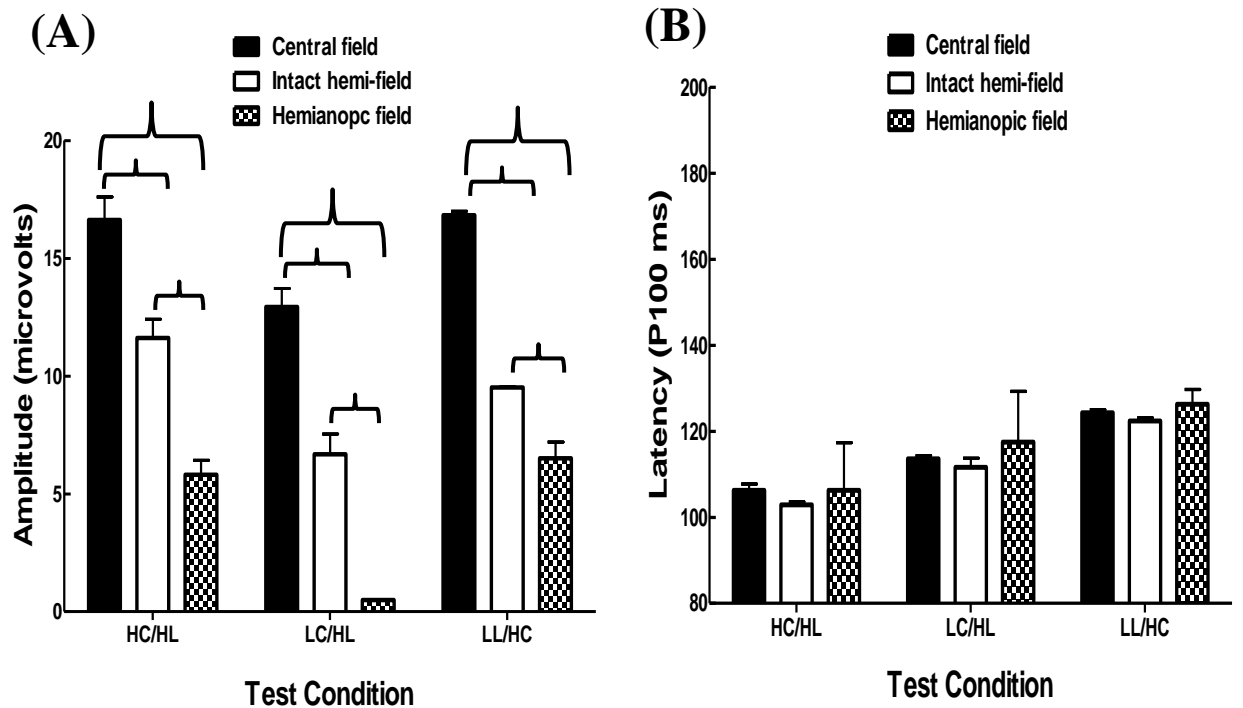 (A)
Central field
Intact hemi-field
Hemianopc field
20
15
10
5
0
Amplitude (microvolts)
HC/HL
LC/HL
LL/HC
Test Condition
(B)
Central field
Intact hemi-field
Hemianopic field
200
180
160
140
120
100
80
Latency (P100 ms)
HC/HL
LC/HL
LL/HC
Test Condition